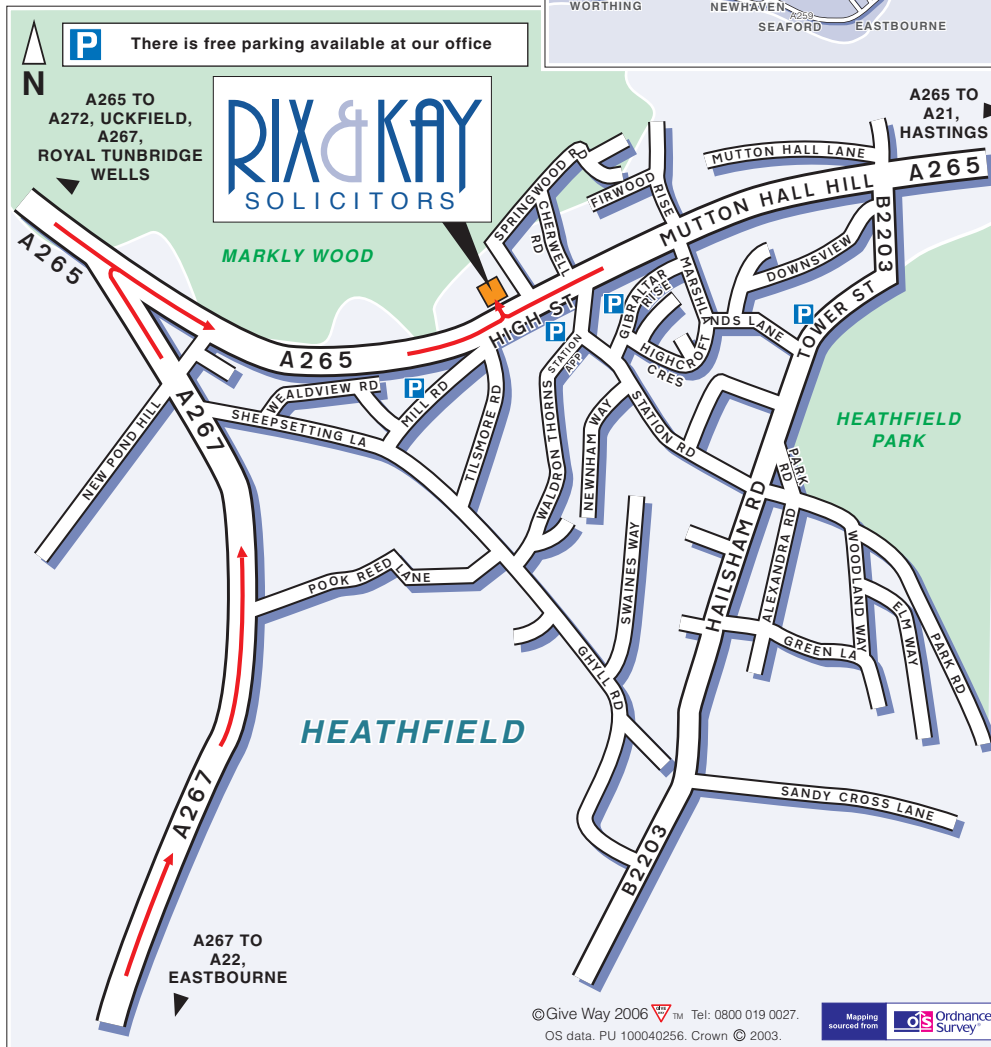 WORTHING
NEWHAVEN
A259
SEAFORD
EASTBOURNE
P There is free parking available at our office
N
A265 TO
A272, UCKFIELD,
A267,
ROYAL TUNBRIDGE
WELLS
RIX&KAY
SOLICITORS
A265 TO
A21,
HASTINGS
MUTTON HALL LANE
A265
MUTTON HALL HILL
SPRINGWOOD RD
FIRWOOD RISE
CHERWELL RD
B2203
MARKLY WOOD
A265
DOWNSVIEW
MARSHLANDS LANE
GIBRALTAR RISE
P
P
TOWER ST
HIGH ST
P
STATION APP
HIGHCROFT CRES
A265
P
MILL RD
WEALDVIEW RD
SHEEPSETTING LA
A267
NEW POND HILL
TILSMORE RD
WALDRON THORNS
NEWNHAM WAY
STATION RD
HEATHFIELD
PARK
PARK RD
HAILSHAM RD
ALEXANDRA RD
WOODLAND WAY
SWAINES WAY
POOK REED LANE
ELM WAY
PARK RD
GREEN LA
GHYLL RD
HEATHFIELD
A267
SANDY CROSS LANE
B2203
A267 TO
A22,
EASTBOURNE
©Give Way 2006 GIVE WAY TM Tel: 0800 019 0027.
OS data. PU 100040256. Crown © 2003.
Mapping
sourced from
OS Ordnance
Survey®